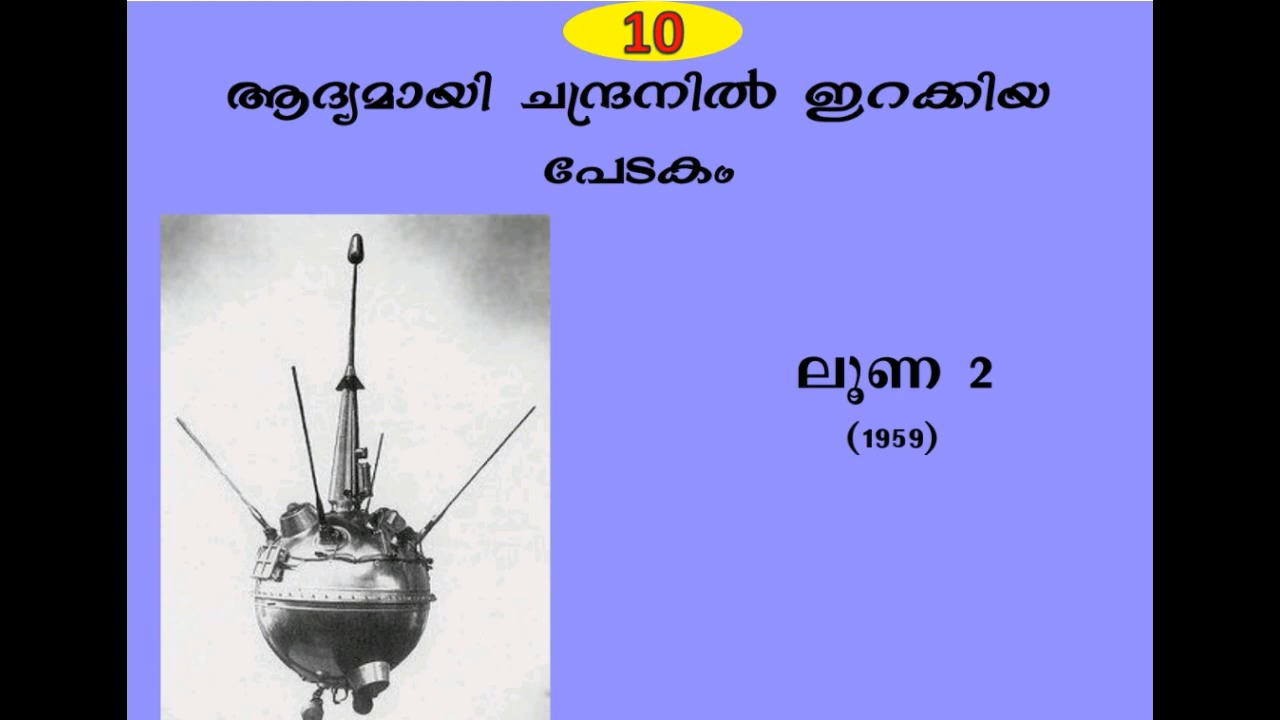 10
ആദ്യമായി ചന്ദ്രനിൽ ഇറക്കിയ
പേടകം
ലൂണ 2
(1959)